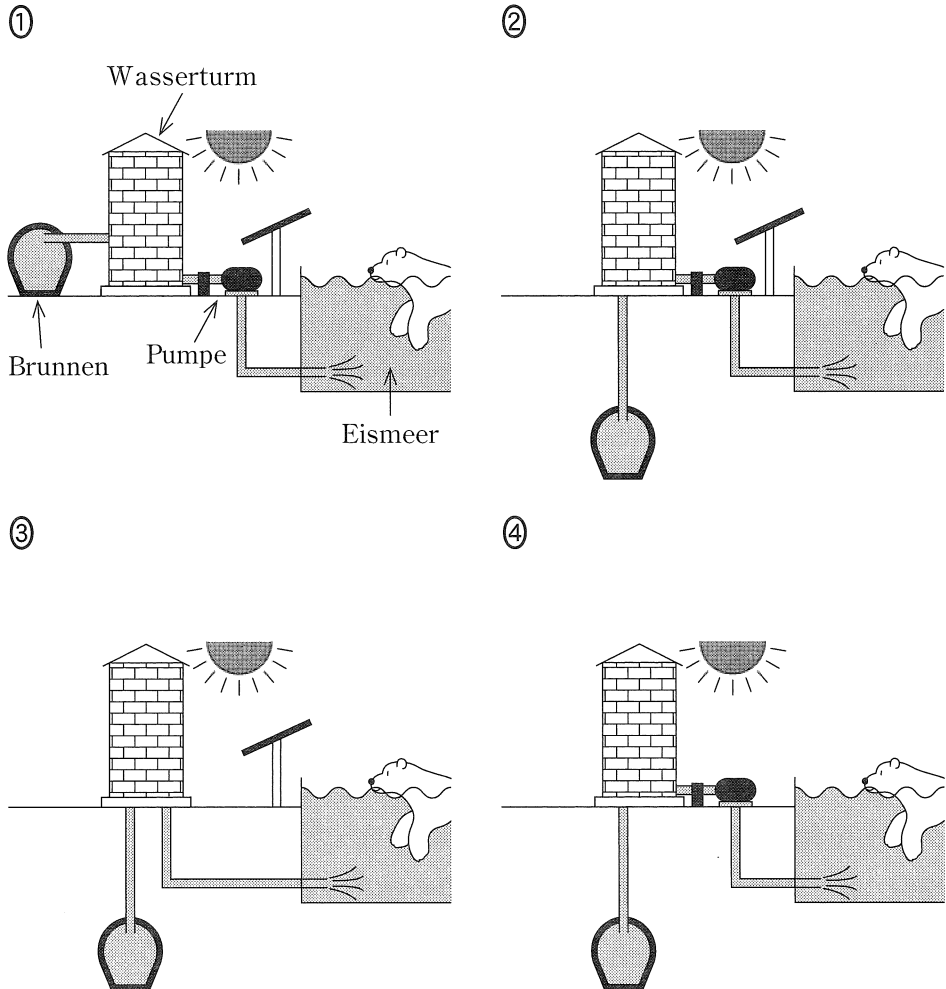 ①
②
Wasserturm
Brunnen
Pumpe
Eismeer
③
④